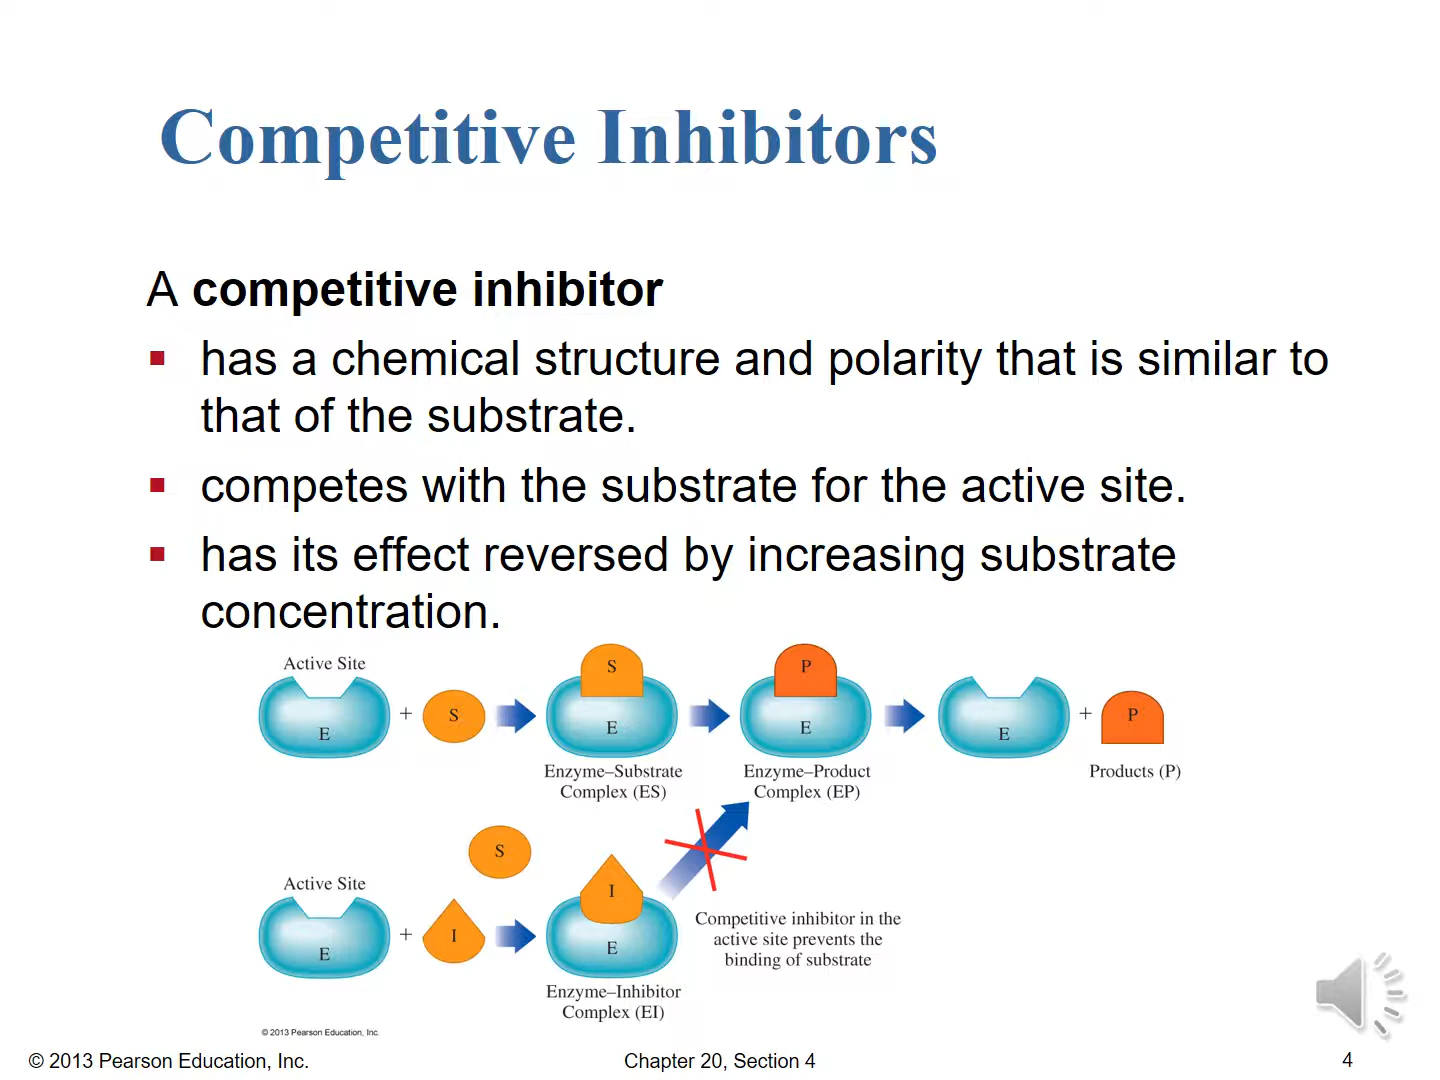 Competitive Inhibitors
A competitive inhibitor
▪ has a chemical structure and polarity that is similar to
that of the substrate.
▪ competes with the substrate for the active site.
▪ has its effect reversed by increasing substrate
concentration.
Active Site
E
+
S
S
E
Enzyme–Substrate
Complex (ES)
P
E
Enzyme–Product
Complex (EP)
E
+
P
Products (P)
Active Site
E
+
I
S
I
E
Enzyme–Inhibitor
Complex (EI)
Competitive inhibitor in the
active site prevents the
binding of substrate
© 2013 Pearson Education, Inc.
© 2013 Pearson Education, Inc.
Chapter 20, Section 4
4